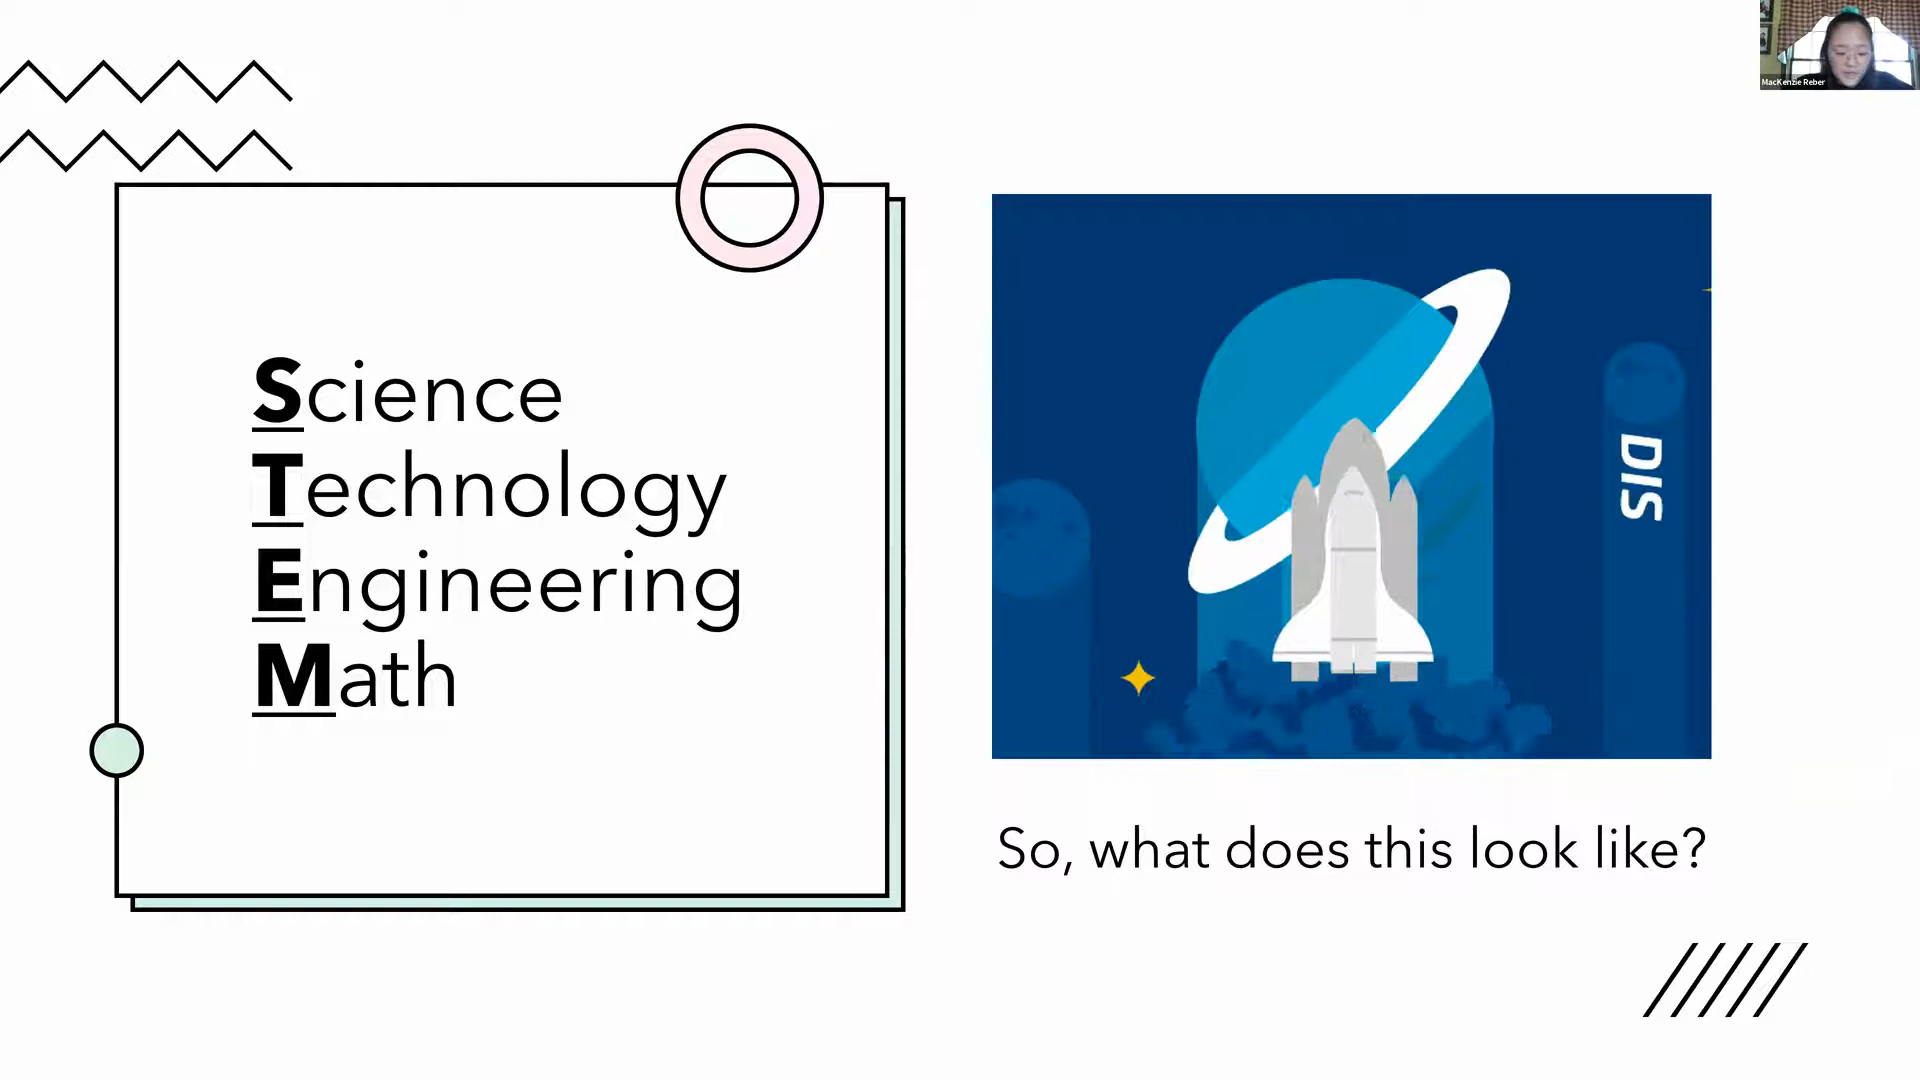 MacKenzie Reber
Science
Technology
Engineering
Math
DIS
So, what does this look like?